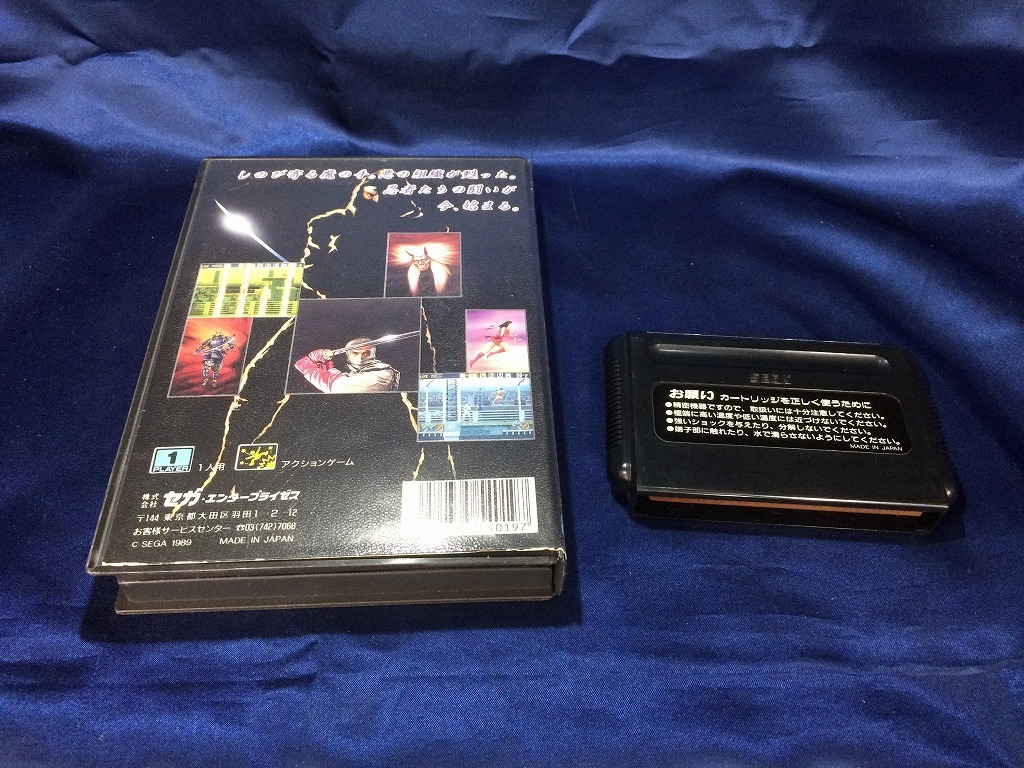 しのび寄る魔の手。悪の組織が甦った。
忍者たちの闘いが
今、始まる。
1
PLAYER
1人用
アクションゲーム
株式会社 セガ・エンタープライゼス
〒144 東京都大田区羽田1-2-12
お客様サービスセンター ☎03(742)7068
© SEGA 1989 MADE IN JAPAN
SEGA
お願い カートリッジを正しく使うために
●精密機器ですので、取扱いには十分注意してください。
●極端に高い温度や低い温度には近づけないでください。
●強いショックを与えたり、分解しないでください。
●端子部に触れたり、水で濡らさないようにしてください。
MADE IN JAPAN